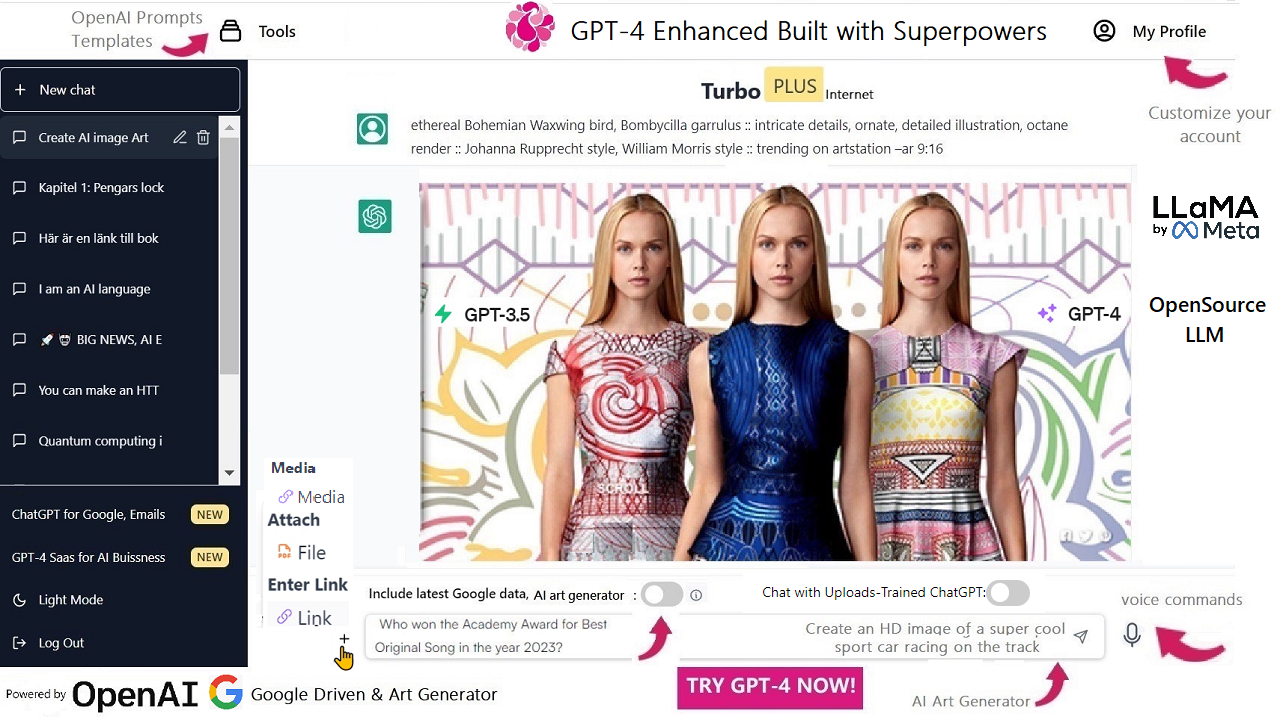 OpenAI Prompts
Templates
Tools
GPT-4 Enhanced Built with Superpowers
My Profile
Customize your
account
New chat
Create AI image Art
Kapitel 1: Pengars lock
Här är en länk till bok
I am an AI language
BIG NEWS, AI E
You can make an HTT
Quantum computing i
ChatGPT for Google, Emails NEW
GPT-4 Saas for AI Buissness NEW
Light Mode
Log Out
Turbo PLUS Internet
ethereal Bohemian Waxwing bird, Bombycilla garrulus :: intricate details, ornate, detailed illustration, octane
render :: Johanna Rupprecht style, William Morris style :: trending on artstation –ar 9:16
GPT-3.5
GPT-4
SCROLL
LLaMA
by Meta
OpenSource
LLM
Media
Media
Attach
PDF
File
Enter Link
Link
+
Include latest Google data, AI art generator :
Chat with Uploads-Trained ChatGPT:
Who won the Academy Award for Best
Original Song in the year 2023?
Create an HD image of a super cool
sport car racing on the track
voice commands
Powered by OpenAI G Google Driven & Art Generator
TRY GPT-4 NOW!
AI Art Generator